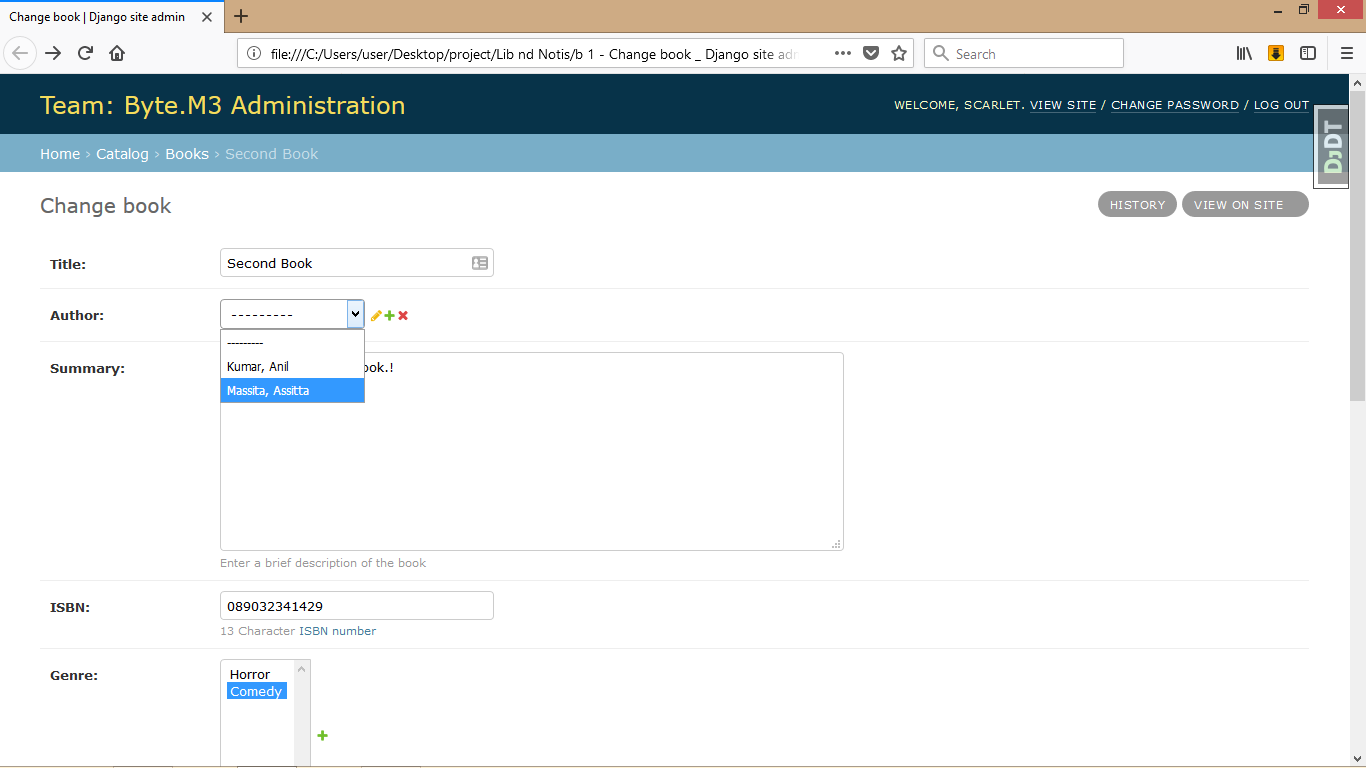 Change book | Django site admin
file:///C:/Users/user/Desktop/project/Lib nd Notis/b 1 - Change book _ Django site adm
Search
Team: Byte.M3 Administration
WELCOME, SCARLET. VIEW SITE / CHANGE PASSWORD / LOG OUT
Home › Catalog › Books › Second Book
DJDT
Change book
HISTORY
VIEW ON SITE
Title:
Second Book
Author:
---------
---------
Kumar, Anil
Massita, Assitta
Summary:
ook.!
Enter a brief description of the book
ISBN:
089032341429
13 Character ISBN number
Genre:
Horror
Comedy